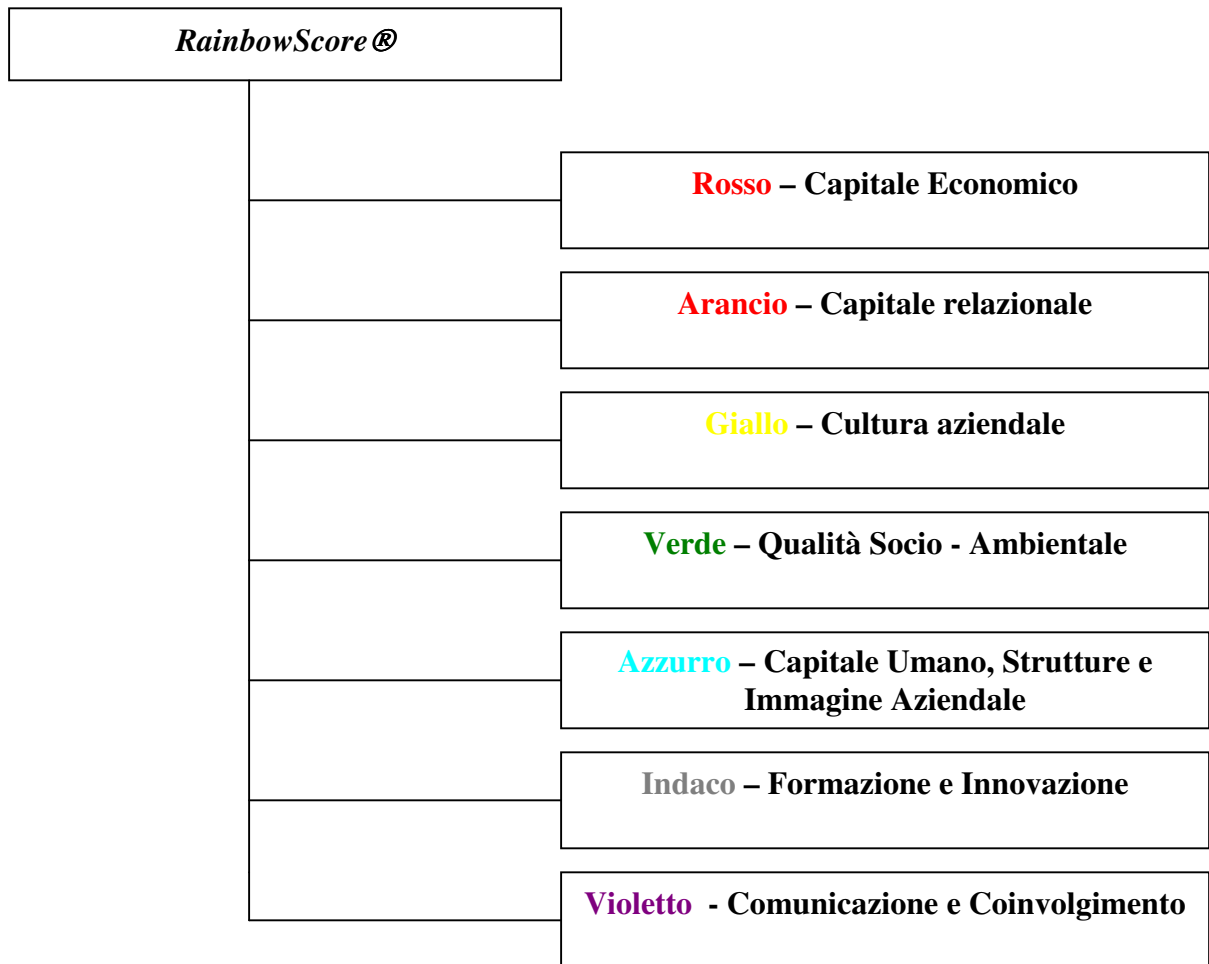 RainbowScore®
Rosso – Capitale Economico
Arancio – Capitale relazionale
Giallo – Cultura aziendale
Verde – Qualità Socio - Ambientale
Azzurro – Capitale Umano, Strutture e
Immagine Aziendale
Indaco – Formazione e Innovazione
Violetto - Comunicazione e Coinvolgimento